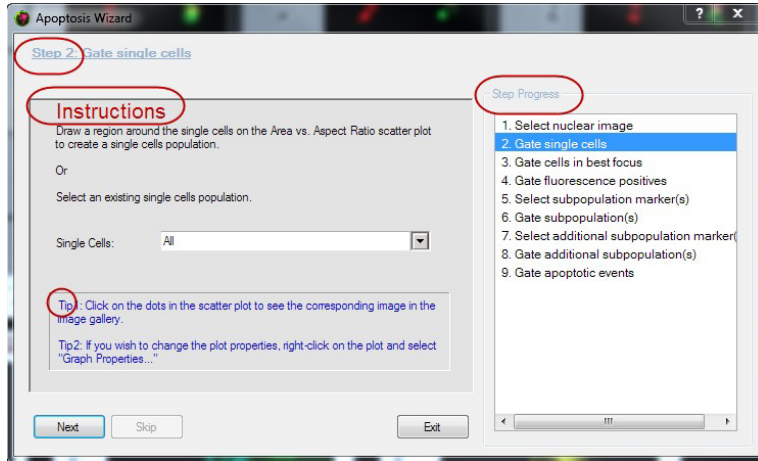 Apoptosis Wizard
? x
Step 2: Gate single cells
Instructions
Draw a region around the single cells on the Area vs. Aspect Ratio scatter plot
to create a single cells population.
Or
Select an existing single cells population.
Single Cells: All
Tip1: Click on the dots in the scatter plot to see the corresponding image in the
image gallery.
Tip2: If you wish to change the plot properties, right-click on the plot and select
"Graph Properties..."
Next Skip Exit
Step Progress
1. Select nuclear image
2. Gate single cells
3. Gate cells in best focus
4. Gate fluorescence positives
5. Select subpopulation marker(s)
6. Gate subpopulation(s)
7. Select additional subpopulation marker(
8. Gate additional subpopulation(s)
9. Gate apoptotic events